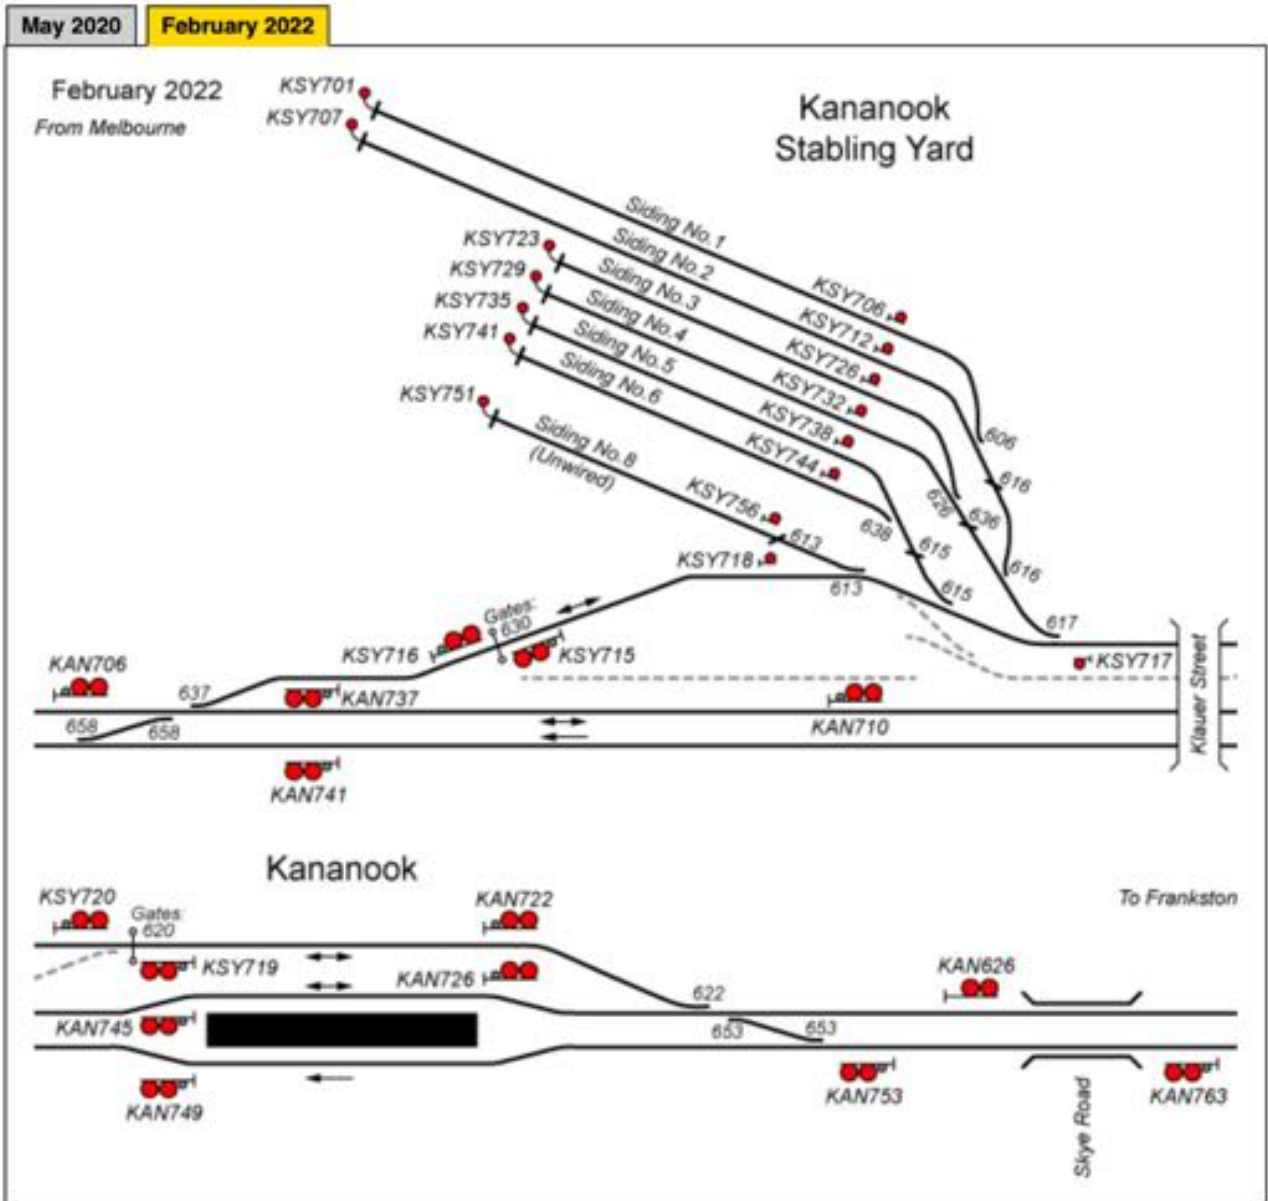 May 2020
February 2022
February 2022
From Melbourne
Kananook
Stabling Yard
KSY701
KSY707
Siding No.1
Siding No.2
KSY723
Siding No.3
KSY729
Siding No.4
KSY735
Siding No.5
KSY741
Siding No.6
KSY751
Siding No.8
(Unwired)
KSY706
KSY712
KSY726
KSY732
KSY738
KSY744
KSY756
KSY718
606
616
626
636
638
615
613
616
613
615
617
Gates:
630
KSY716
KSY715
KSY717
KAN706
637
KAN737
KAN710
658
658
KAN741
Klauer Street
Kananook
KSY720
Gates:
620
KAN722
To Frankston
KSY719
KAN726
KAN626
622
KAN745
653
653
KAN749
KAN753
KAN763
Skye Road